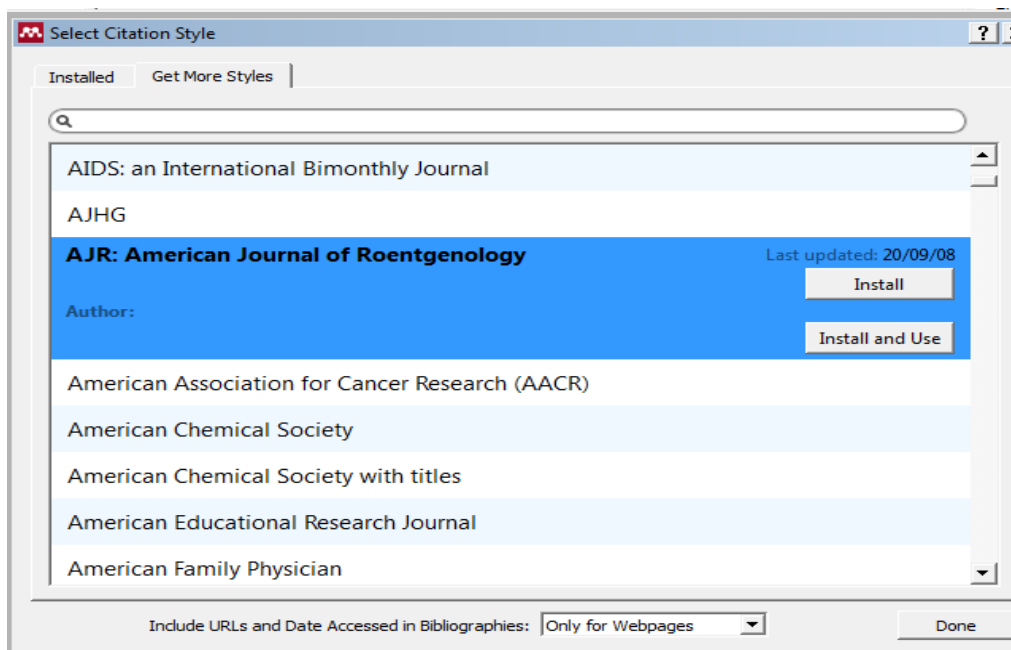 Select Citation Style
?
Installed
Get More Styles
AIDS: an International Bimonthly Journal
AJHG
AJR: American Journal of Roentgenology
Last updated: 20/09/08
Install
Author:
Install and Use
American Association for Cancer Research (AACR)
American Chemical Society
American Chemical Society with titles
American Educational Research Journal
American Family Physician
Include URLs and Date Accessed in Bibliographies: Only for Webpages
Done